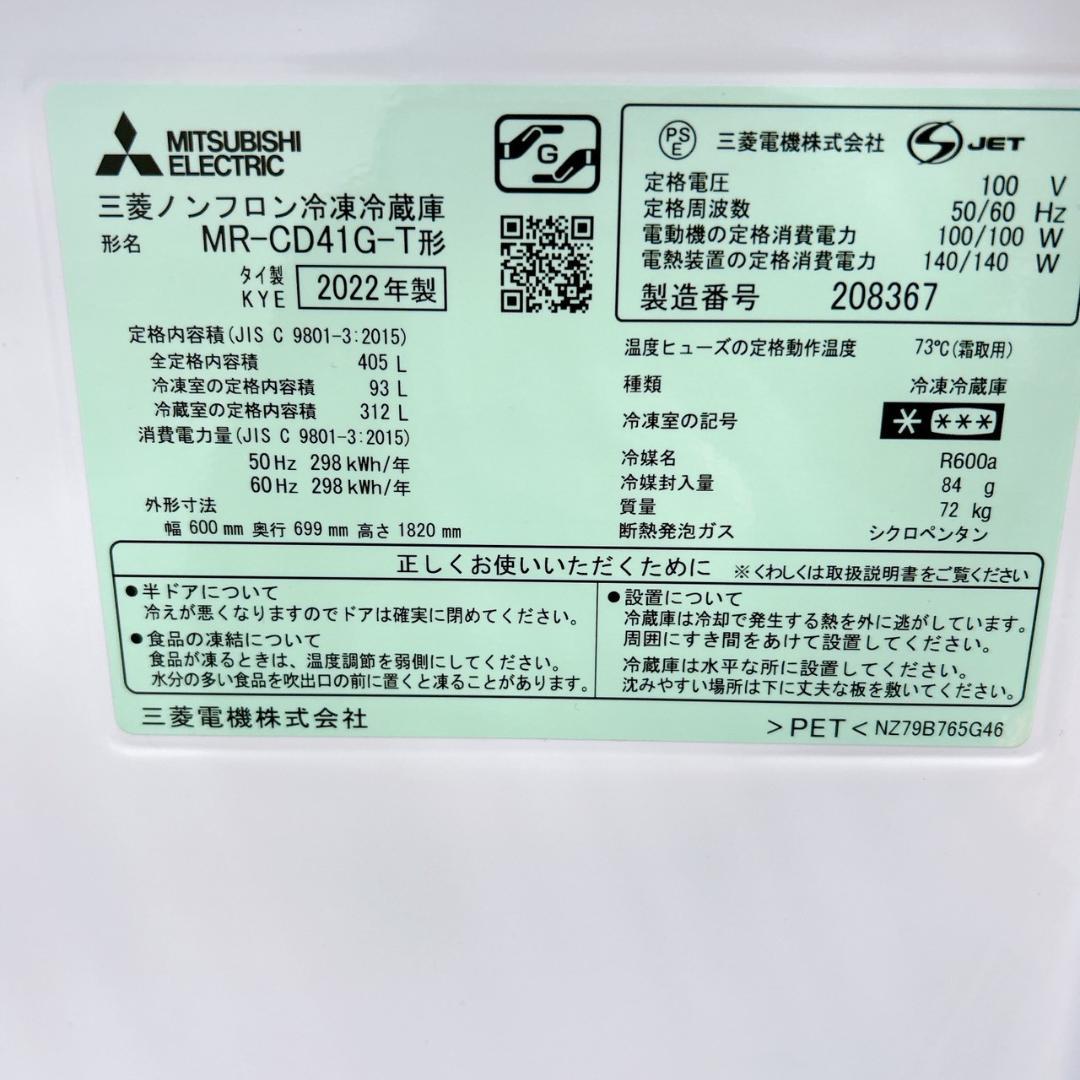 MITSUBISHI
ELECTRIC
三菱ノンフロン冷凍冷蔵庫
形名 MR-CD41G-T形
タイ製
KYE 2022年製
G
PS
E 三菱電機株式会社 S JET
定格電圧 100 V
定格周波数 50/60 Hz
電動機の定格消費電力 100/100 W
電熱装置の定格消費電力 140/140 W
製造番号 208367
定格内容積(JIS C 9801-3:2015)
全定格内容積 405 L
冷凍室の定格内容積 93 L
冷蔵室の定格内容積 312 L
消費電力量(JIS C 9801-3:2015)
50Hz 298kWh/年
60Hz 298kWh/年
外形寸法
幅 600 mm 奥行 699 mm 高さ 1820 mm
温度ヒューズの定格動作温度 73℃(霜取用)
種類 冷凍冷蔵庫
冷凍室の記号 * ***
冷媒名 R600a
冷媒封入量 84 g
質量 72 kg
断熱発泡ガス シクロペンタン
正しくお使いいただくために ※くわしくは取扱説明書をご覧ください
●半ドアについて
冷えが悪くなりますのでドアは確実に閉めてください。
●食品の凍結について
食品が凍るときは、温度調節を弱側にしてください。
水分の多い食品を吹出口の前に置くと凍ることがあります。
●設置について
冷蔵庫は冷却で発生する熱を外に逃がしています。
周囲にすき間をあけて設置してください。
冷蔵庫は水平な所に設置してください。
沈みやすい場所は下に丈夫な板を敷いてください。
三菱電機株式会社
>PET< NZ79B765G46